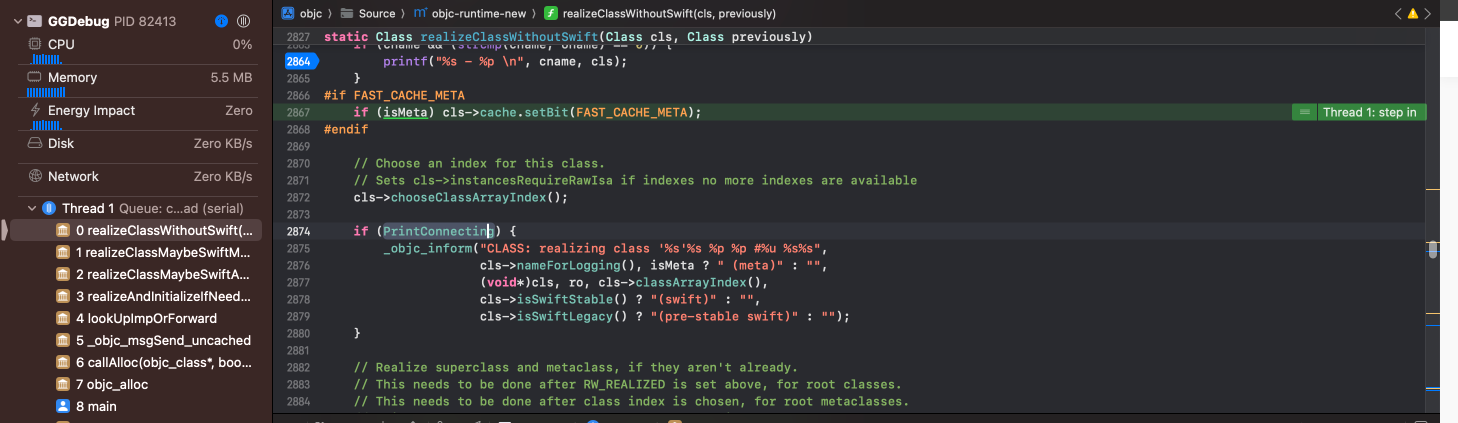 GGDebug PID 82413
CPU 0%
Memory 5.5 MB
Energy Impact Zero
Disk Zero KB/s
Network Zero KB/s
Thread 1 Queue: c...ad (serial)
0 realizeClassWithoutSwift(...
1 realizeClassMaybeSwiftM...
2 realizeClassMaybeSwiftA...
3 realizeAndInitializeIfNeed...
4 lookUpImpOrForward
5 _objc_msgSend_uncached
6 callAlloc(objc_class*, boo...
7 objc_alloc
8 main
objc 〉 Source 〉 m objc-runtime-new 〉 f realizeClassWithoutSwift(cls, previously)
2827 static Class realizeClassWithoutSwift(Class cls, Class previously)
2864 printf("%s - %p \n", cname, cls);
2865 }
2866 #if FAST_CACHE_META
2867 if (isMeta) cls->cache.setBit(FAST_CACHE_META); Thread 1: step in
2868 #endif
2869
2870 // Choose an index for this class.
2871 // Sets cls->instancesRequireRawIsa if indexes no more indexes are available
2872 cls->chooseClassArrayIndex();
2873
2874 if (PrintConnecting) {
2875 _objc_inform("CLASS: realizing class '%s'%s %p %p #%u %s%s",
2876 cls->nameForLogging(), isMeta ? " (meta)" : "",
2877 (void*)cls, ro, cls->classArrayIndex(),
2878 cls->isSwiftStable() ? "(swift)" : "",
2879 cls->isSwiftLegacy() ? "(pre-stable swift)" : "");
2880 }
2881
2882 // Realize superclass and metaclass, if they aren't already.
2883 // This needs to be done after RW_REALIZED is set above, for root classes.
2884 // This needs to be done after class index is chosen, for root metaclasses.